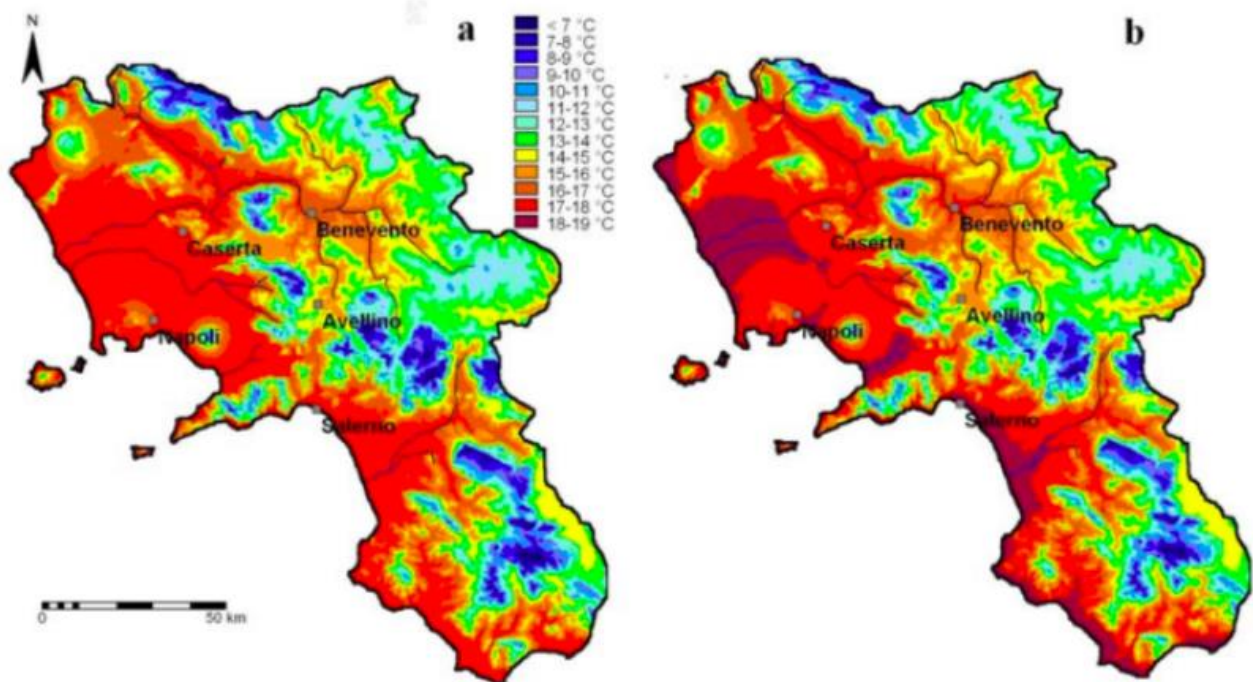 N
a
b
< 7 °C
7-8 °C
8-9 °C
9-10 °C
10-11 °C
11-12 °C
12-13 °C
13-14 °C
14-15 °C
15-16 °C
16-17 °C
17-18 °C
18-19 °C
Benevento
Caserta
Avellino
Napoli
Salerno
0 50 km
Benevento
Caserta
Avellino
Napoli
Salerno